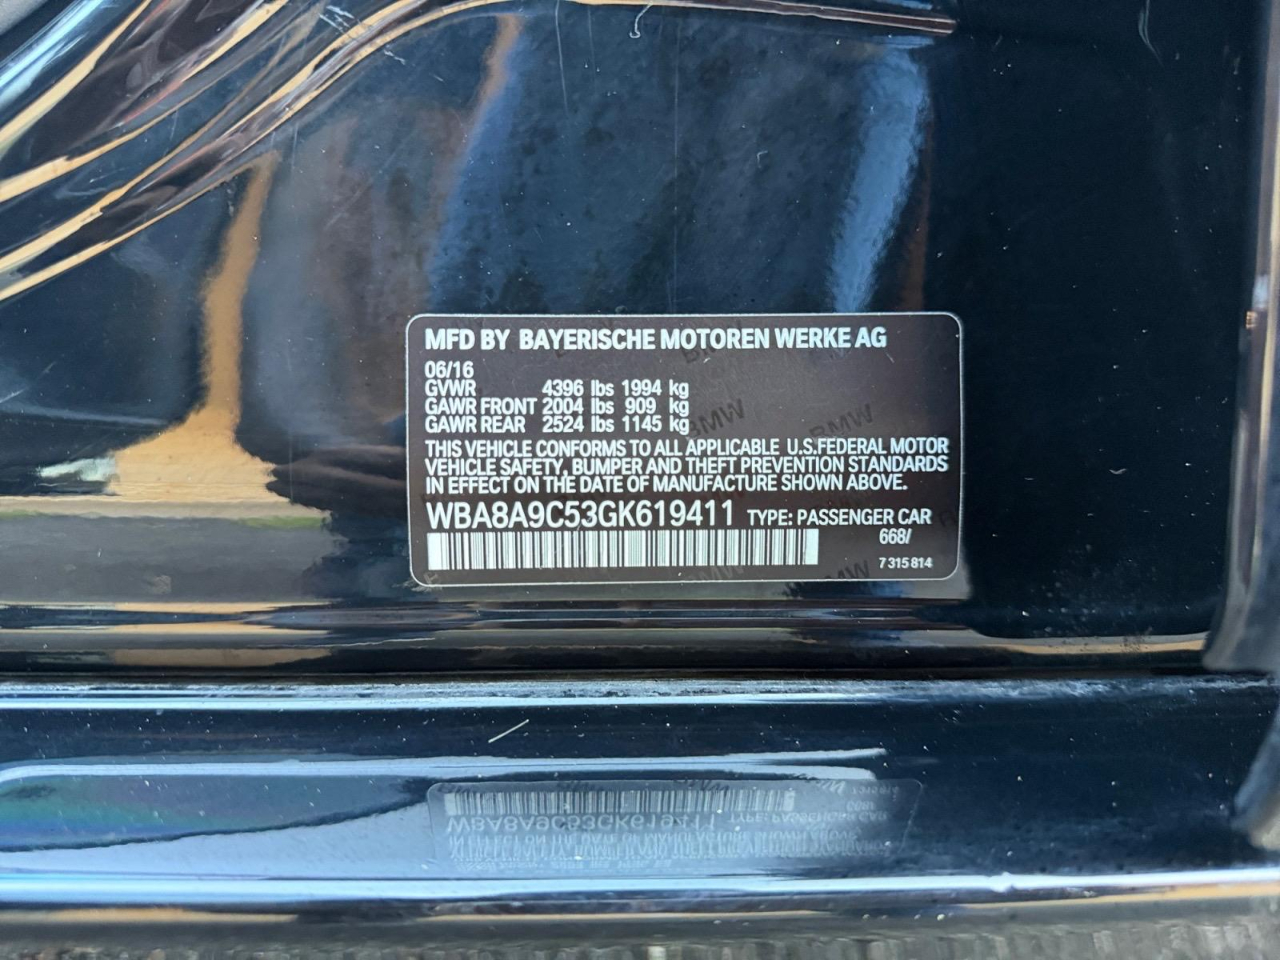 MFD BY BAYERISCHE MOTOREN WERKE AG
06/16
GVWR 4396 lbs 1994 kg
GAWR FRONT 2004 lbs 909 kg
GAWR REAR 2524 lbs 1145 kg
THIS VEHICLE CONFORMS TO ALL APPLICABLE U.S.FEDERAL MOTOR
VEHICLE SAFETY, BUMPER AND THEFT PREVENTION STANDARDS
IN EFFECT ON THE DATE OF MANUFACTURE SHOWN ABOVE.
WBA8A9C53GK619411 TYPE: PASSENGER CAR
668/
7 315 814